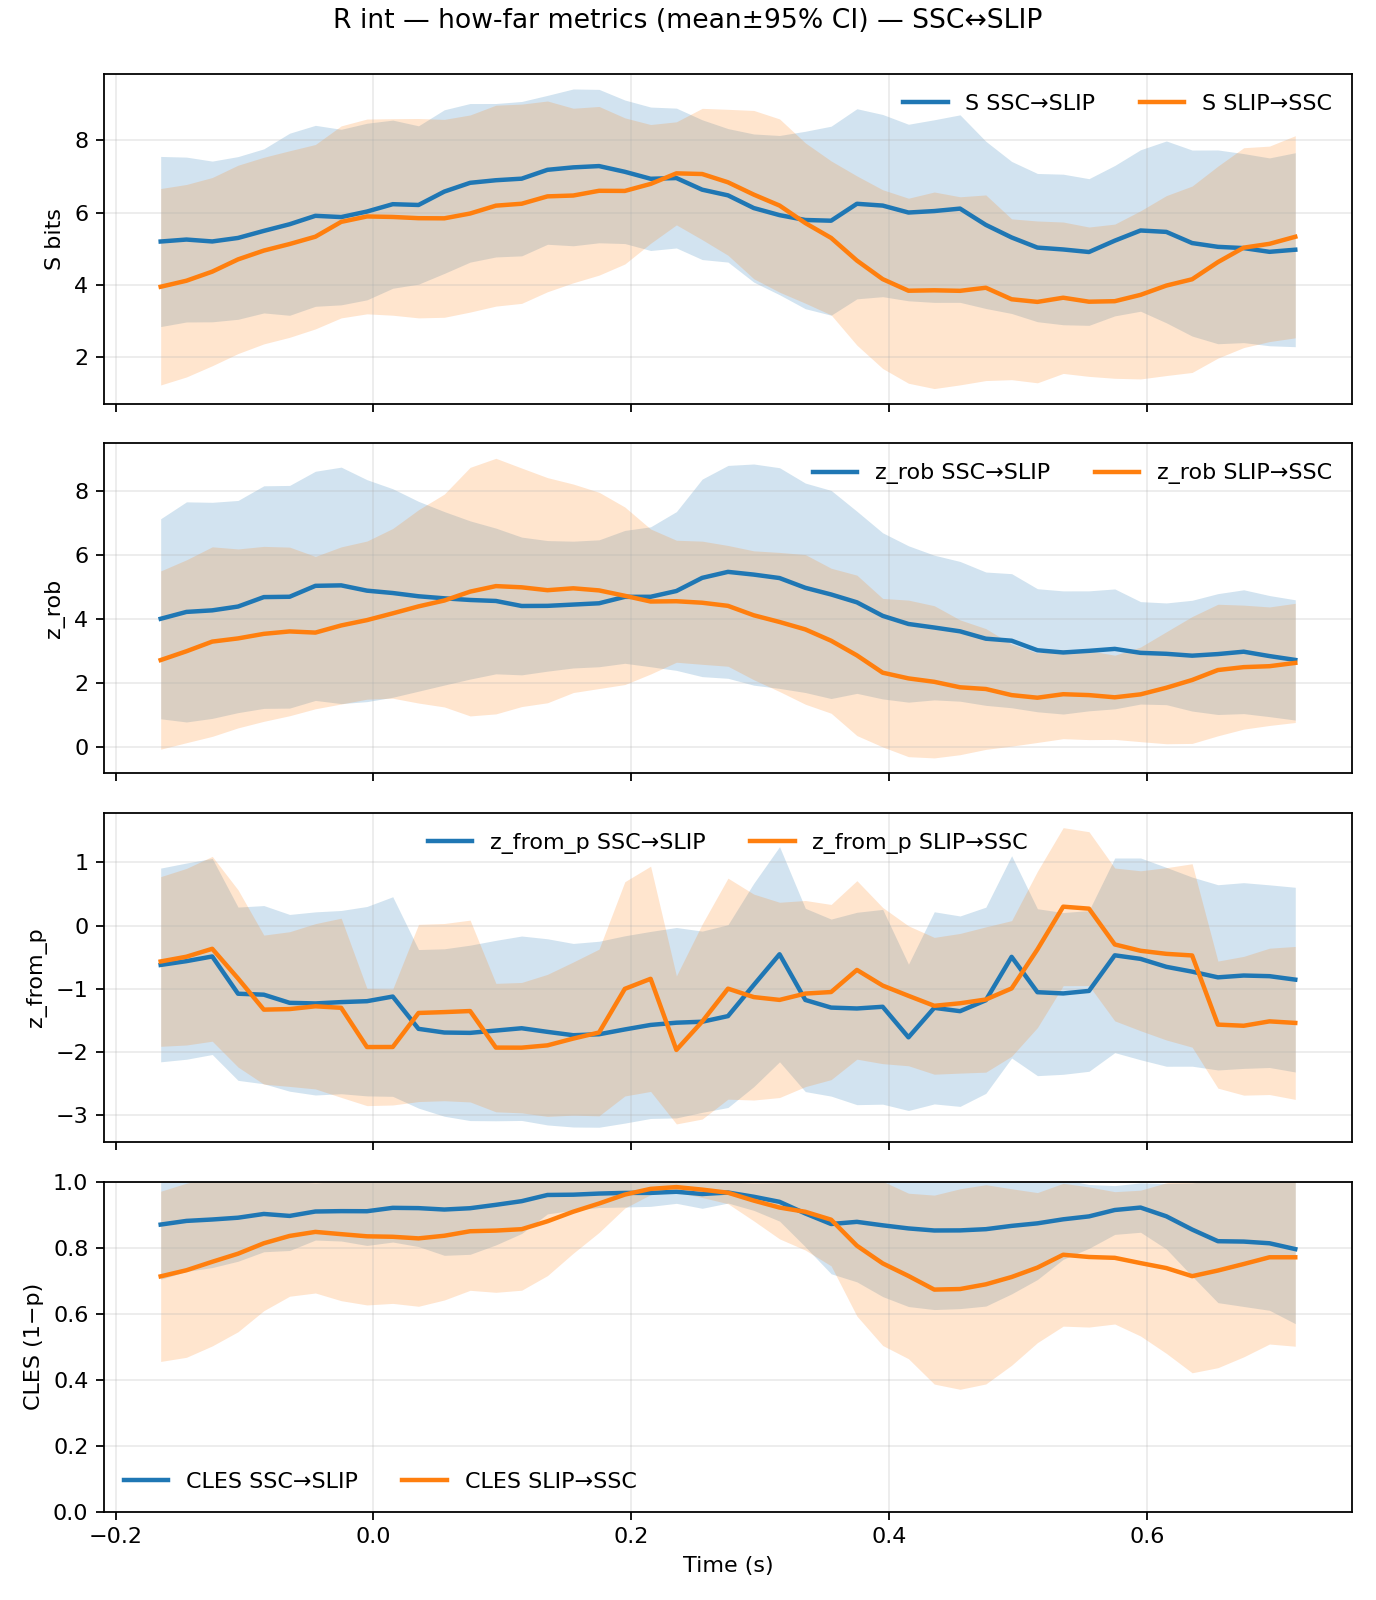 R int — how-far metrics (mean±95% CI) — SSC↔SLIP
S SSC→SLIP S SLIP→SSC
8
6
4
2
S bits
z_rob SSC→SLIP z_rob SLIP→SSC
8
6
4
2
0
z_rob
z_from_p SSC→SLIP z_from_p SLIP→SSC
1
0
−1
−2
−3
z_from_p
1.0
0.8
0.6
0.4
0.2
0.0
CLES (1−p)
CLES SSC→SLIP CLES SLIP→SSC
−0.2 0.0 0.2 0.4 0.6
Time (s)